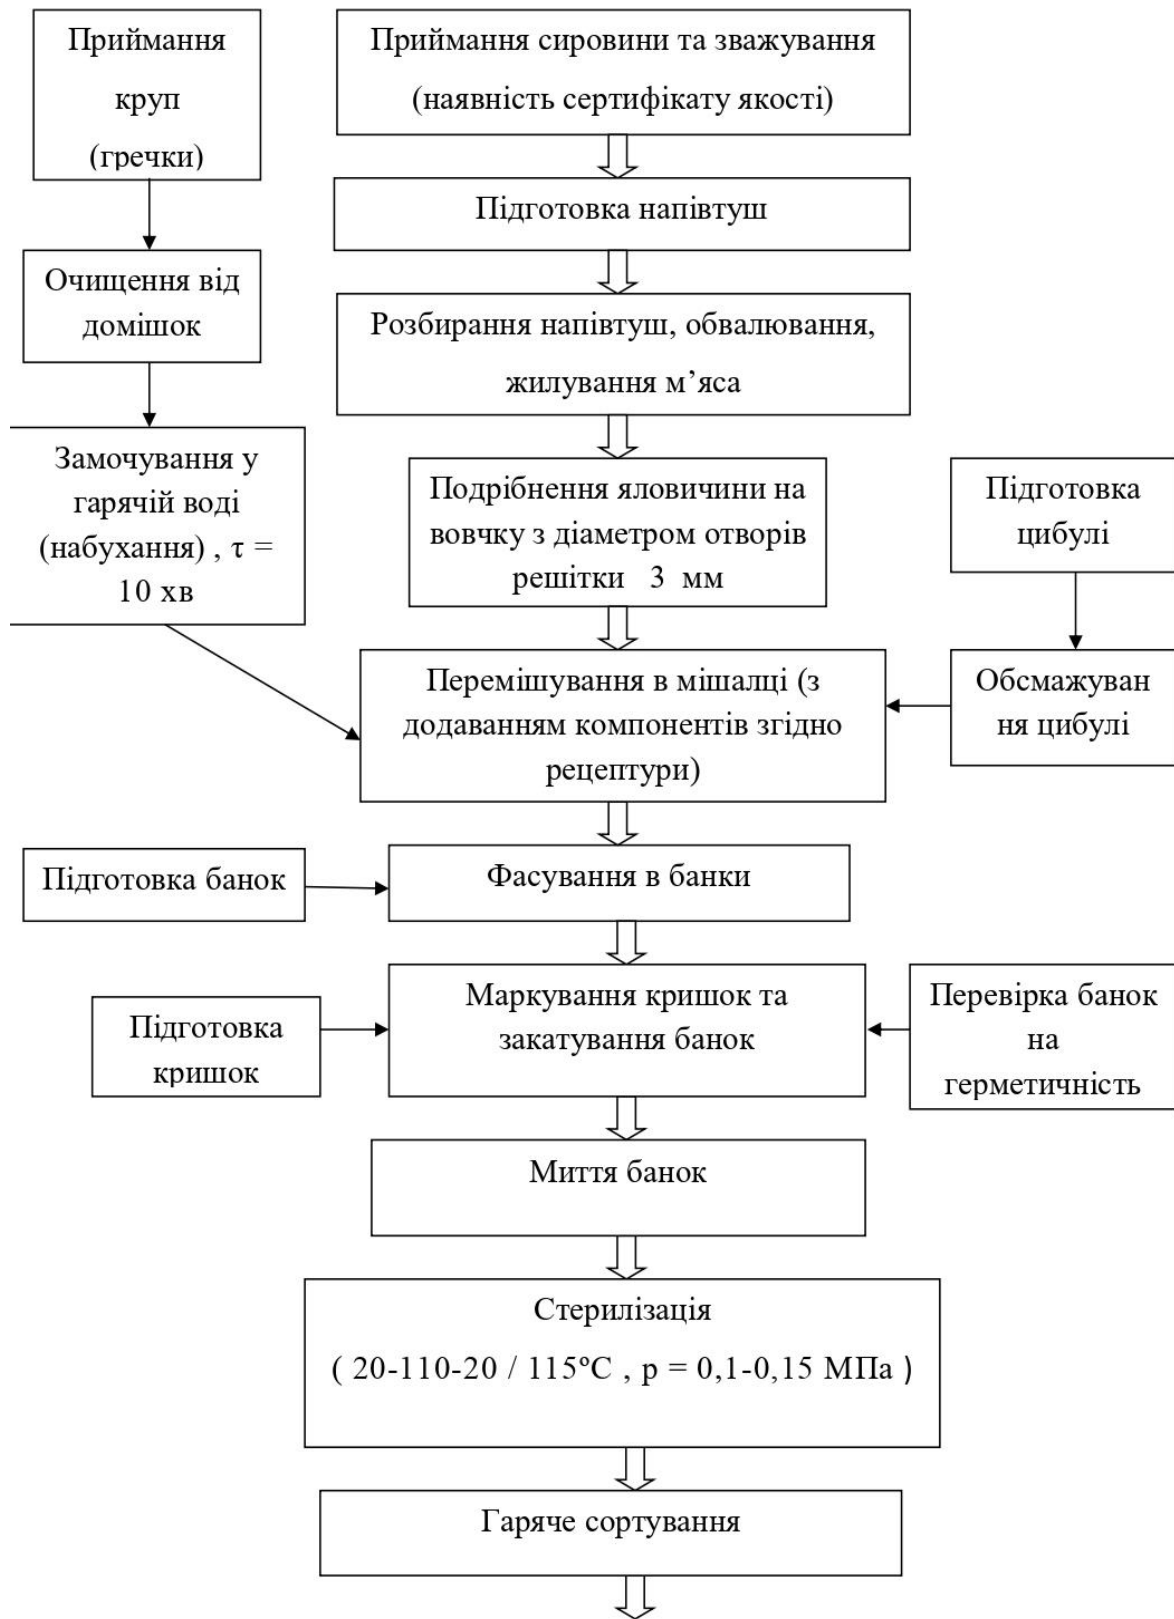 Приймання
круп
(гречки)
Приймання сировини та зважування
(наявність сертифікату якості)
Підготовка напівтуш
Очищення від
домішок
Розбирання напівтуш, обвалювання,
жилування м’яса
Замочування у
гарячій воді
(набухання) , τ =
10 хв
Подрібнення яловичини на
вовчку з діаметром отворів
решітки 3 мм
Підготовка
цибулі
Перемішування в мішалці (з
додаванням компонентів згідно
рецептури)
Обсмажуван
ня цибулі
Підготовка банок
Фасування в банки
Підготовка
кришок
Маркування кришок та
закатування банок
Перевірка банок
на
герметичність
Миття банок
Стерилізація
( 20-110-20 / 115ºС , р = 0,1-0,15 МПа )
Гаряче сортування